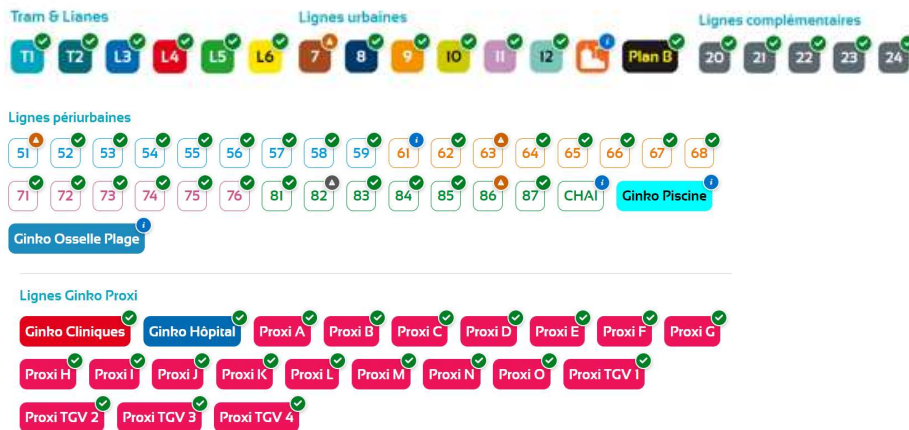 Tram & Lianes
Lignes urbaines
Lignes complémentaires
T1 T2 L3 L4 L5 L6 7 8 9 10 11 12 Plan B 20 21 22 23 24
Lignes périurbaines
51 52 53 54 55 56 57 58 59 61 62 63 64 65 66 67 68
71 72 73 74 75 76 81 82 83 84 85 86 87 CHA1 Ginko Piscine
Ginko Osselle Plage
Lignes Ginko Proxi
Ginko Cliniques Ginko Hôpital Proxi A Proxi B Proxi C Proxi D Proxi E Proxi F Proxi G
Proxi H Proxi I Proxi J Proxi K Proxi L Proxi M Proxi N Proxi O Proxi TGV 1
Proxi TGV 2 Proxi TGV 3 Proxi TGV 4